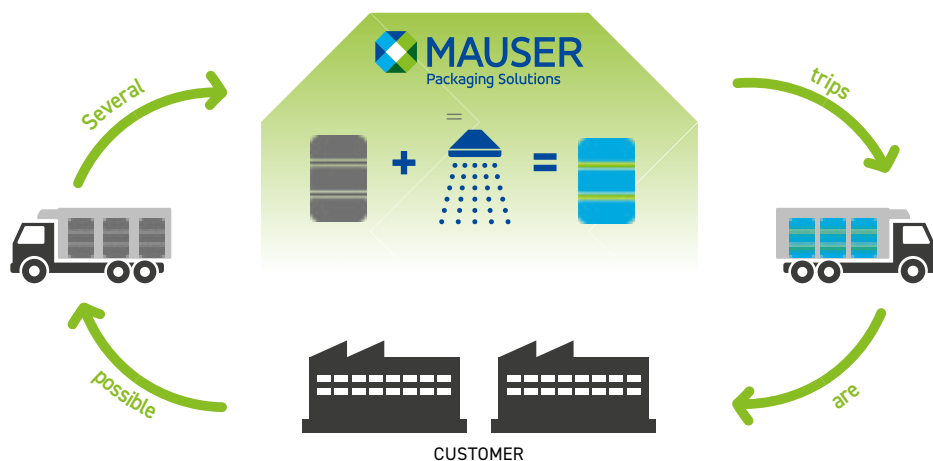 MAUSER
Packaging Solutions
Several
trips
+
=
=
are
possible
CUSTOMER